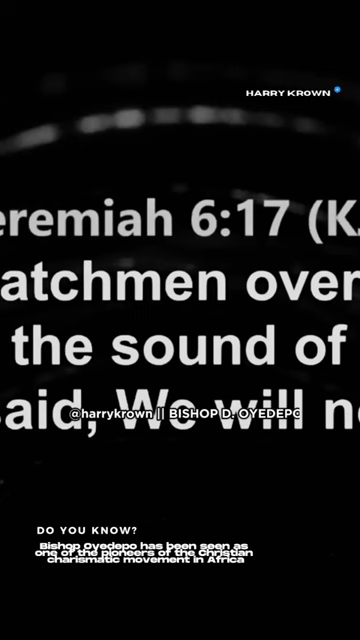 HARRY KROWN
eremiah 6:17 (K
atchmen over
the sound of
said, We will n
@harrykrown || BISHOP D. OYEDEPO
DO YOU KNOW?
Bishop Oyedepo has been seen as
one of the pioneers of the Christian
charismatic movement in Africa